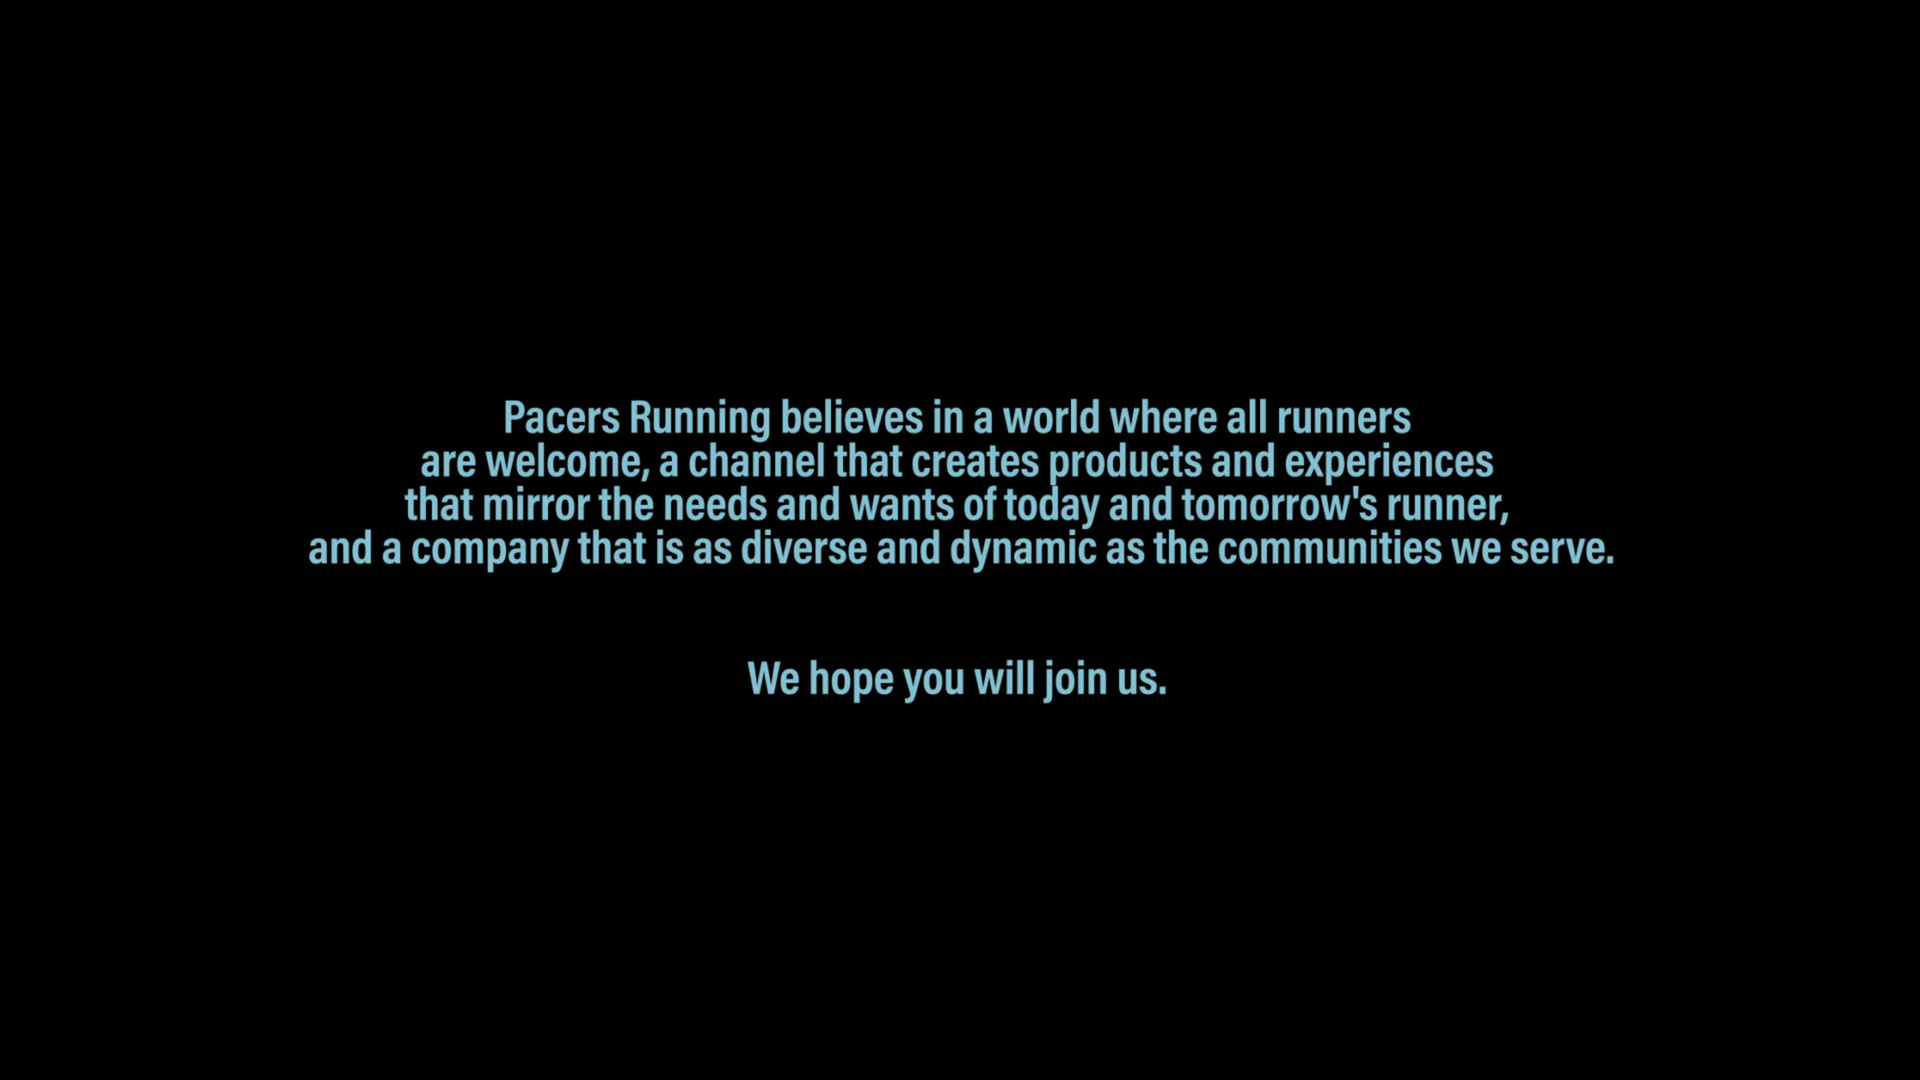 Pacers Running believes in a world where all runners
are welcome, a channel that creates products and experiences
that mirror the needs and wants of today and tomorrow's runner,
and a company that is as diverse and dynamic as the communities we serve.
We hope you will join us.